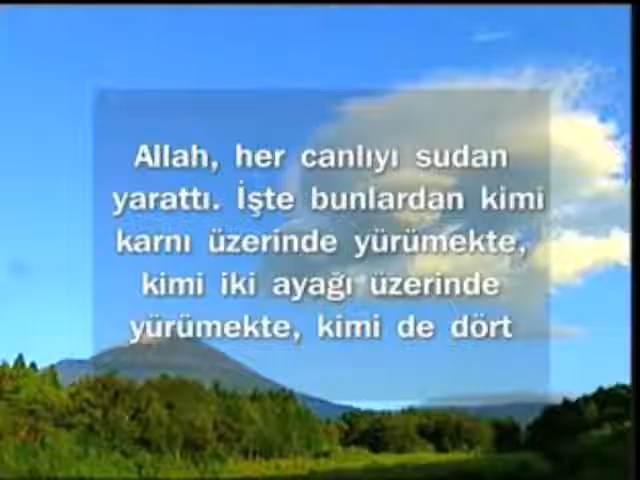 Allah, her canlıyı sudan
yarattı. İşte bunlardan kimi
karnı üzerinde yürümekte,
kimi iki ayağı üzerinde
yürümekte, kimi de dört